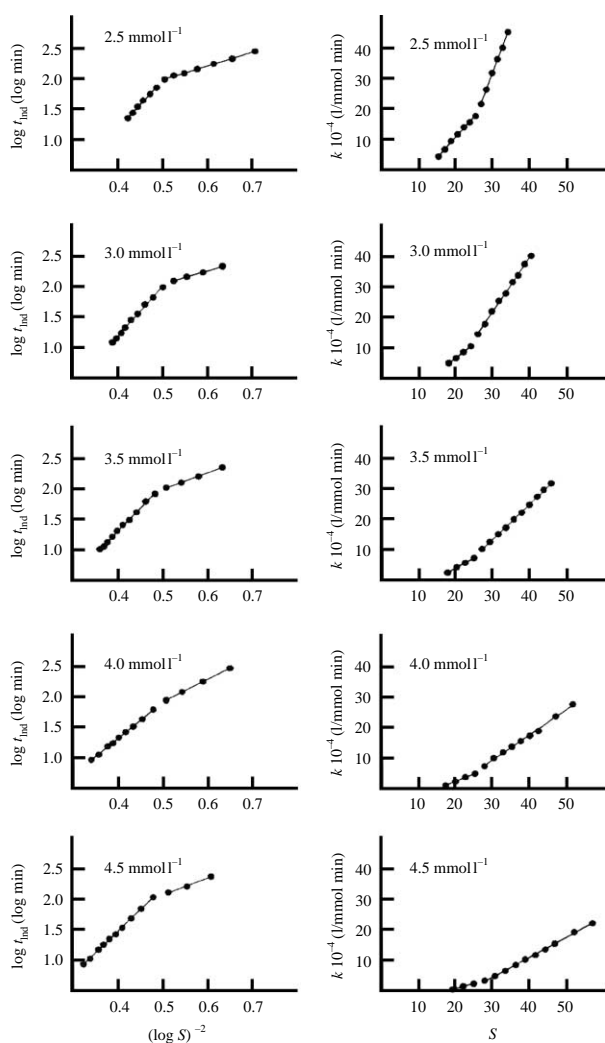 2.5 mmol l⁻¹
log t_Ind (log min)
2.5
2.0
1.5
1.0
0.4 0.5 0.6 0.7
2.5 mmol l⁻¹
k 10⁻⁴ (l/mmol min)
40
30
20
10
10 20 30 40 50
3.0 mmol l⁻¹
log t_Ind (log min)
2.5
2.0
1.5
1.0
0.4 0.5 0.6 0.7
3.0 mmol l⁻¹
k 10⁻⁴ (l/mmol min)
40
30
20
10
10 20 30 40 50
3.5 mmol l⁻¹
log t_Ind (log min)
2.5
2.0
1.5
1.0
0.4 0.5 0.6 0.7
3.5 mmol l⁻¹
k 10⁻⁴ (l/mmol min)
40
30
20
10
10 20 30 40 50
4.0 mmol l⁻¹
log t_Ind (log min)
2.5
2.0
1.5
1.0
0.4 0.5 0.6 0.7
4.0 mmol l⁻¹
k 10⁻⁴ (l/mmol min)
40
30
20
10
10 20 30 40 50
4.5 mmol l⁻¹
log t_Ind (log min)
2.5
2.0
1.5
1.0
0.4 0.5 0.6 0.7
(log S)⁻²
4.5 mmol l⁻¹
k 10⁻⁴ (l/mmol min)
40
30
20
10
10 20 30 40 50
S